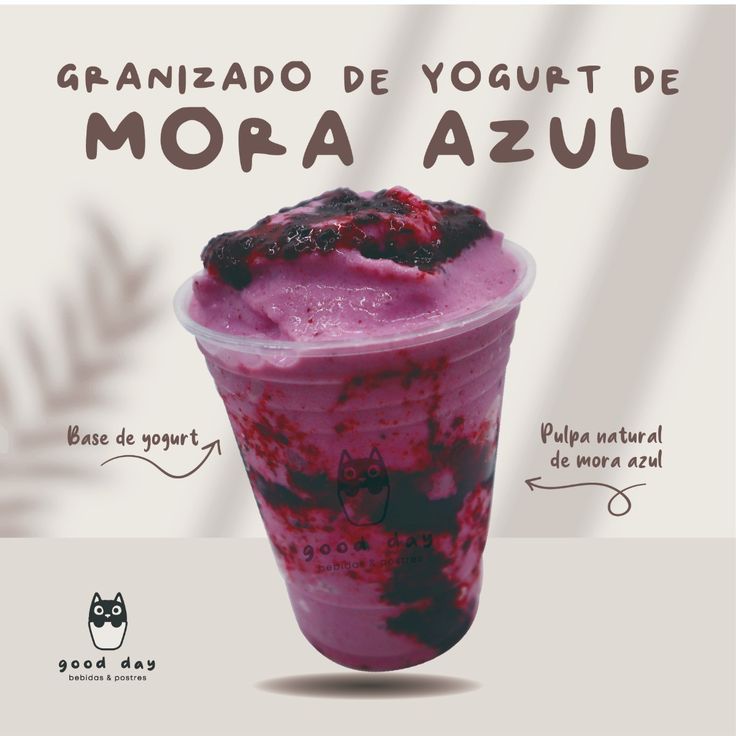 GRANIZADO DE YOGURT DE
MORA AZUL
Base de yogurt
Pulpa natural
de mora azul
good day
bebidas & postres
good day
bebidas & postres